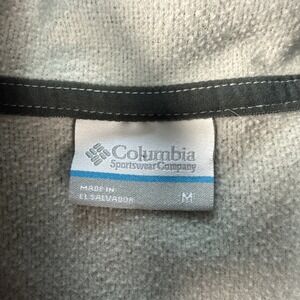 Columbia
Sportswear Company
MADE IN
EL SALVADOR
M